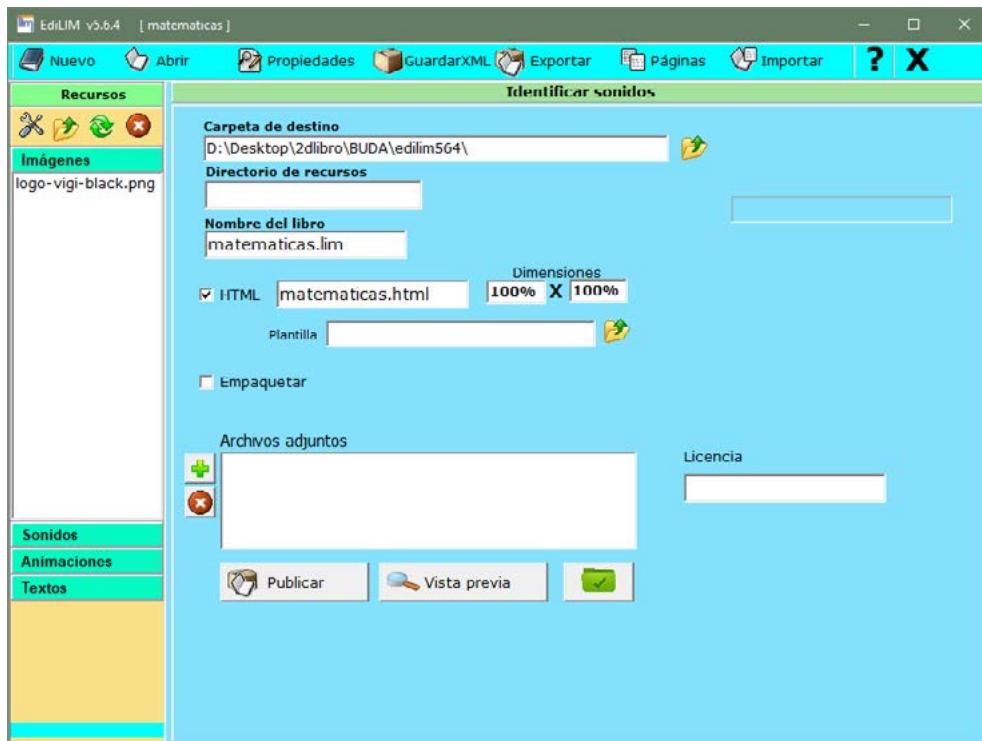 EdiLIM v5.6.4 [ matematicas ]
Nuevo Abrir Propiedades GuardarXML Exportar Páginas Importar ? X
Recursos
Identificar sonidos
Imágenes
logo-vigi-black.png
Sonidos
Animaciones
Textos
Carpeta de destino
D:\Desktop\2dlibro\BUDA\edilim564\
Directorio de recursos
Nombre del libro
matematicas.lim
Dimensiones
HTML matematicas.html 100% X 100%
Plantilla
Empaquetar
Archivos adjuntos
Licencia
Publicar Vista previa